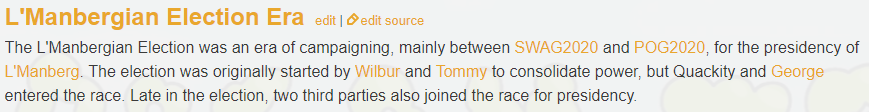 L'Manbergian Election Era edit | edit source
The L'Manbergian Election was an era of campaigning, mainly between SWAG2020 and POG2020, for the presidency of
L'Manberg. The election was originally started by Wilbur and Tommy to consolidate power, but Quackity and George
entered the race. Late in the election, two third parties also joined the race for presidency.